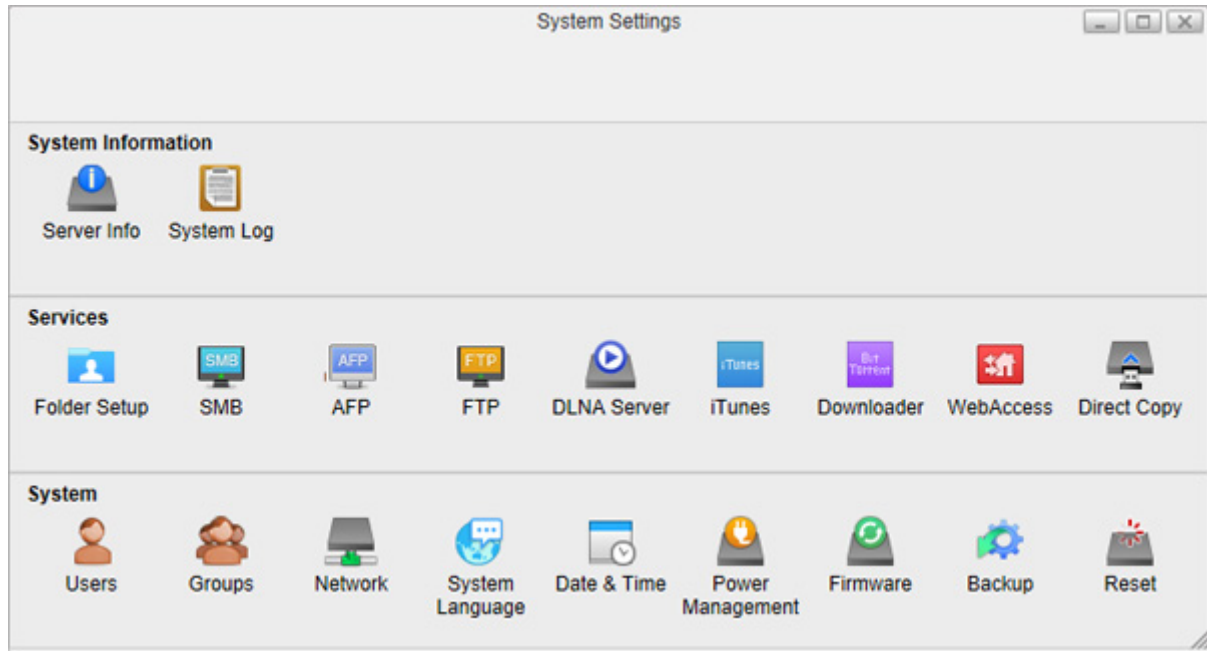 System Settings
System Information
Server Info
System Log
Services
SMB
AFP
FTP
iTunes
Bit
Torrent
Folder Setup
SMB
AFP
FTP
DLNA Server
iTunes
Downloader
WebAccess
Direct Copy
System
Users
Groups
Network
System
Language
Date & Time
Power
Management
Firmware
Backup
Reset